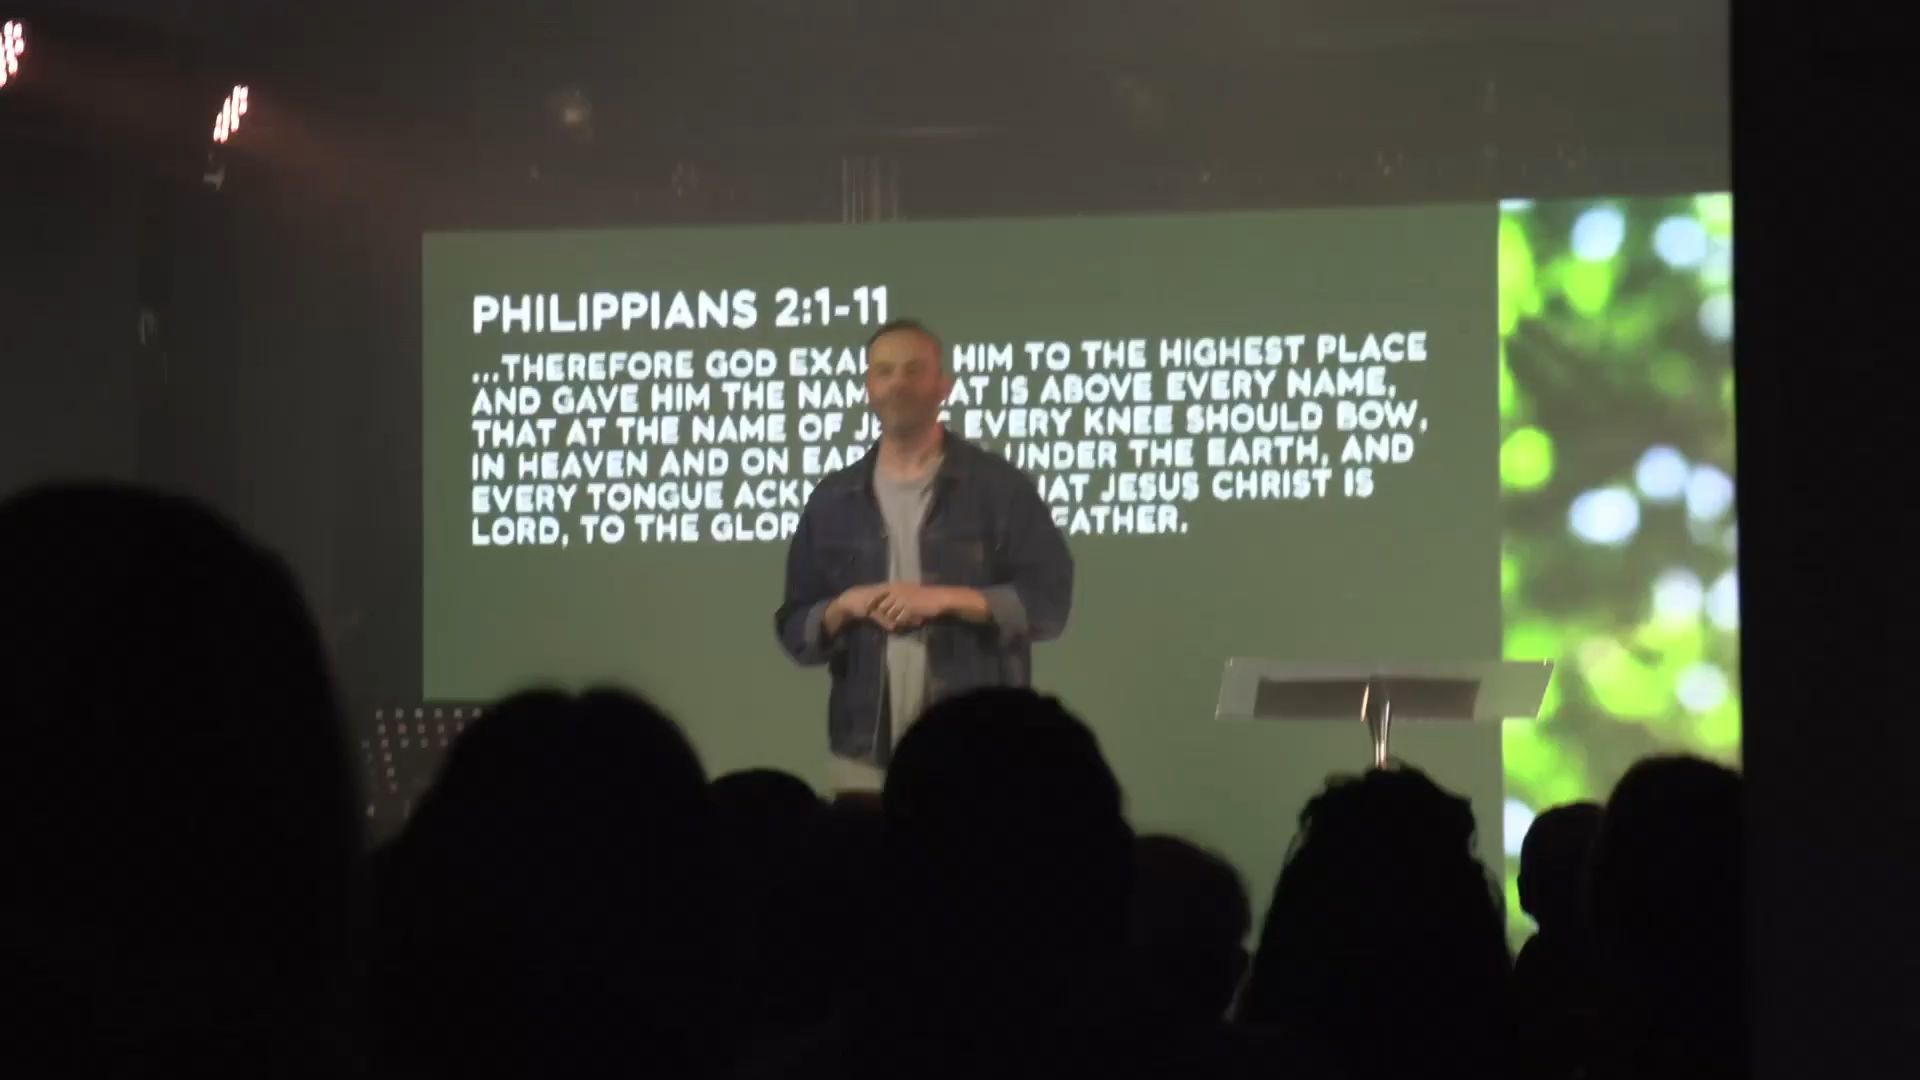 PHILIPPIANS 2:1-11
...THEREFORE GOD HIM TO THE HIGHEST PLACE
AND GAVE HIM THE IS ABOVE EVERY NAME,
THAT AT THE NAME OF EVERY KNEE SHOULD BOW,
IN HEAVEN AND ON UNDER THE EARTH, AND
EVERY TONGUE JESUS CHRIST IS
LORD, TO THE FATHER.